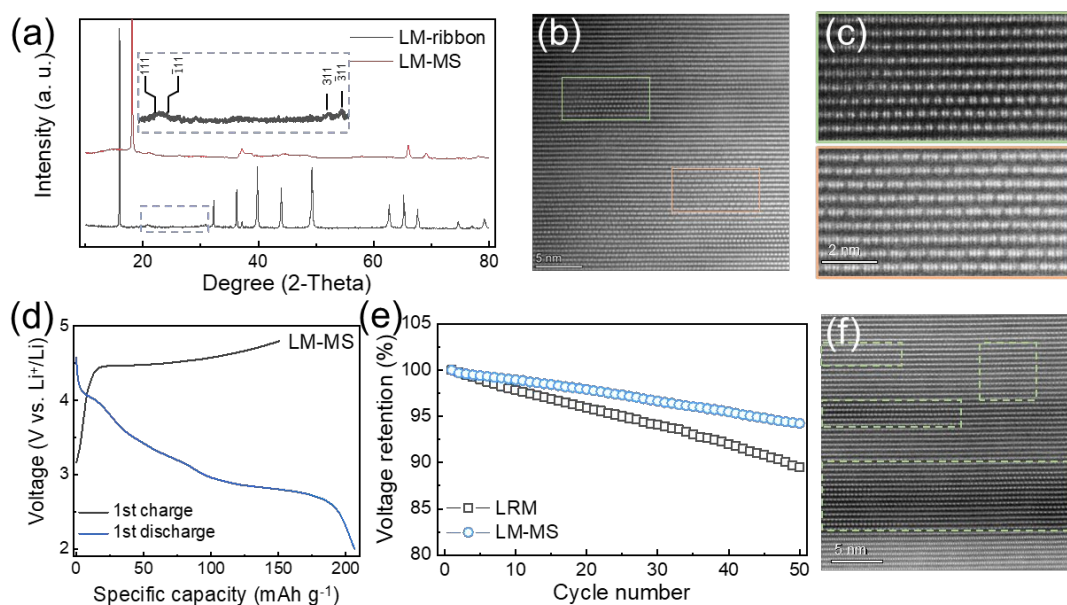 (a)
LM-ribbon
LM-MS
111
1̄11
3̄11
3̄11
Intensity (a. u.)
20
40
60
80
Degree (2-Theta)
(b)
5 nm
(c)
2 nm
(d)
LM-MS
5
4
3
2
Voltage (V vs. Li⁺/Li)
1st charge
1st discharge
0
50
100
150
200
Specific capacity (mAh g⁻¹)
(e)
105
100
95
90
85
80
Voltage retention (%)
LRM
LM-MS
0
10
20
30
40
50
Cycle number
(f)
5 nm